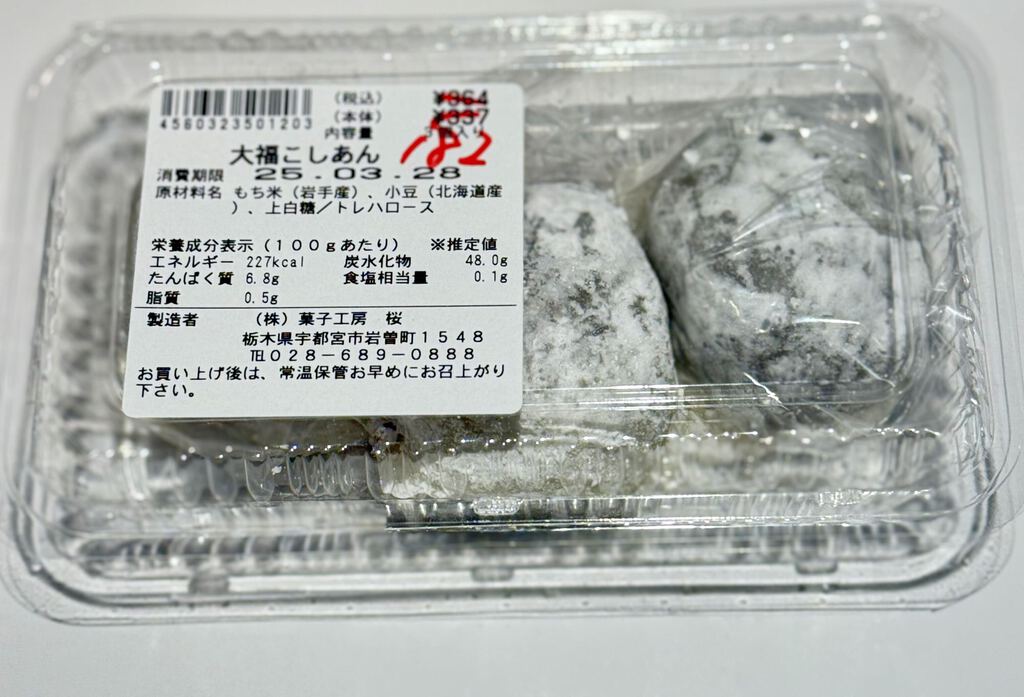 4560323501203
(税込) ¥364
(本体) ¥337
内容量 3個入り
182
大福こしあん
消費期限 25.03.28
原材料名 もち米(岩手産)、小豆(北海道産
)、上白糖/トレハロース
栄養成分表示(100gあたり) ※推定値
エネルギー 227kcal 炭水化物 48.0g
たんぱく質 6.8g 食塩相当量 0.1g
脂質 0.5g
製造者 (株)菓子工房 桜
栃木県宇都宮市岩曽町1548
℡028-689-0888
お買い上げ後は、常温保管お早めにお召上がり
下さい。